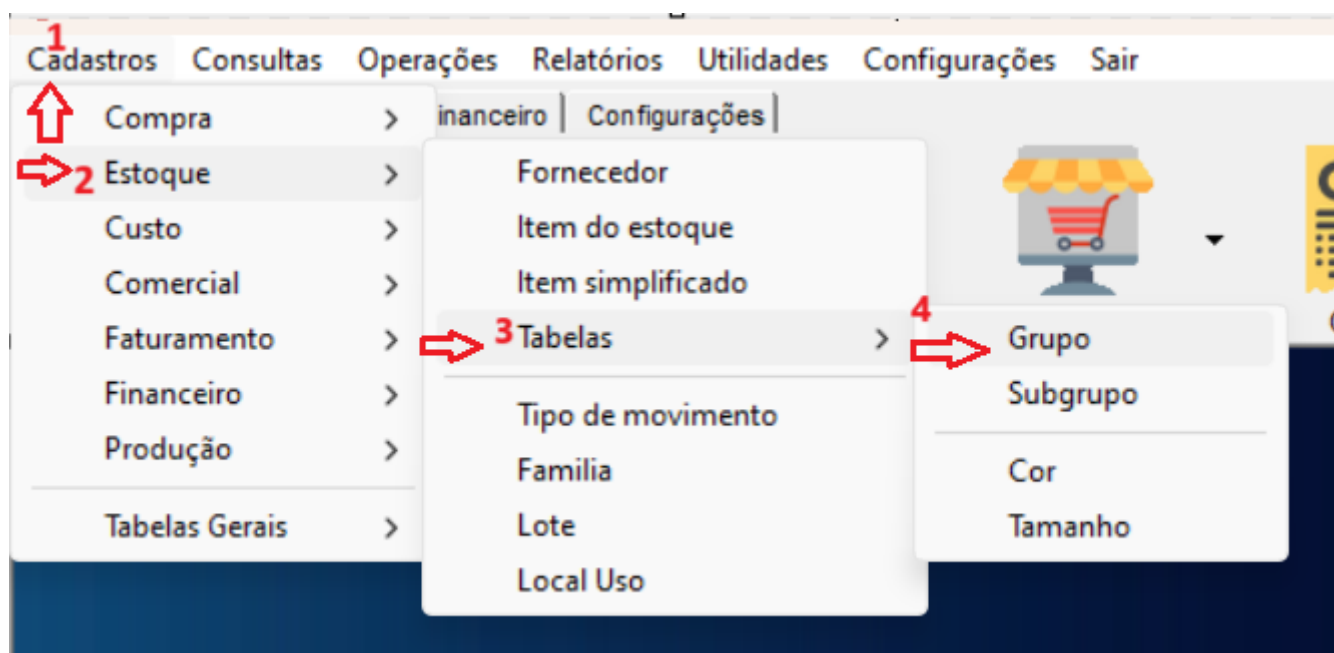 1
Cadastros Consultas Operações Relatórios Utilidades Configurações Sair
Compra > inanceiro | Configurações |
2 Estoque > Fornecedor
Custo > Item do estoque
Comercial > Item simplificado
4
Faturamento > 3 Tabelas > Grupo
Financeiro > Subgrupo
Tipo de movimento
Produção >
Familia Cor
Tabelas Gerais > Lote Tamanho
Local Uso